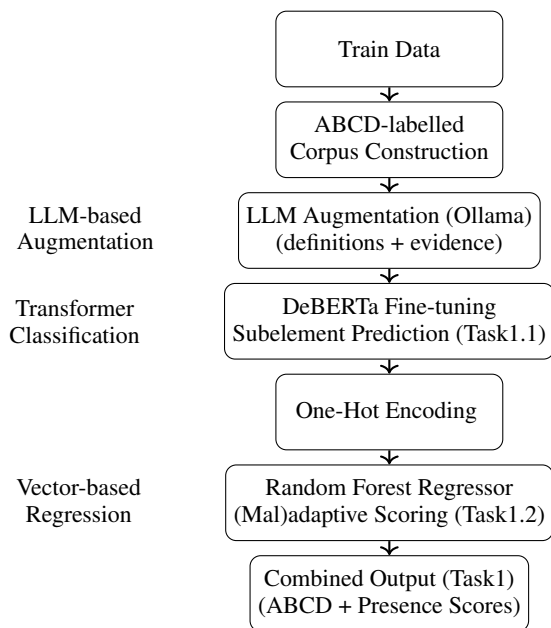 Train Data
ABCD-labelled
Corpus Construction
LLM-based
Augmentation
LLM Augmentation (Ollama)
(definitions + evidence)
Transformer
Classification
DeBERTa Fine-tuning
Subelement Prediction (Task1.1)
One-Hot Encoding
Vector-based
Regression
Random Forest Regressor
(Mal)adaptive Scoring (Task1.2)
Combined Output (Task1)
(ABCD + Presence Scores)